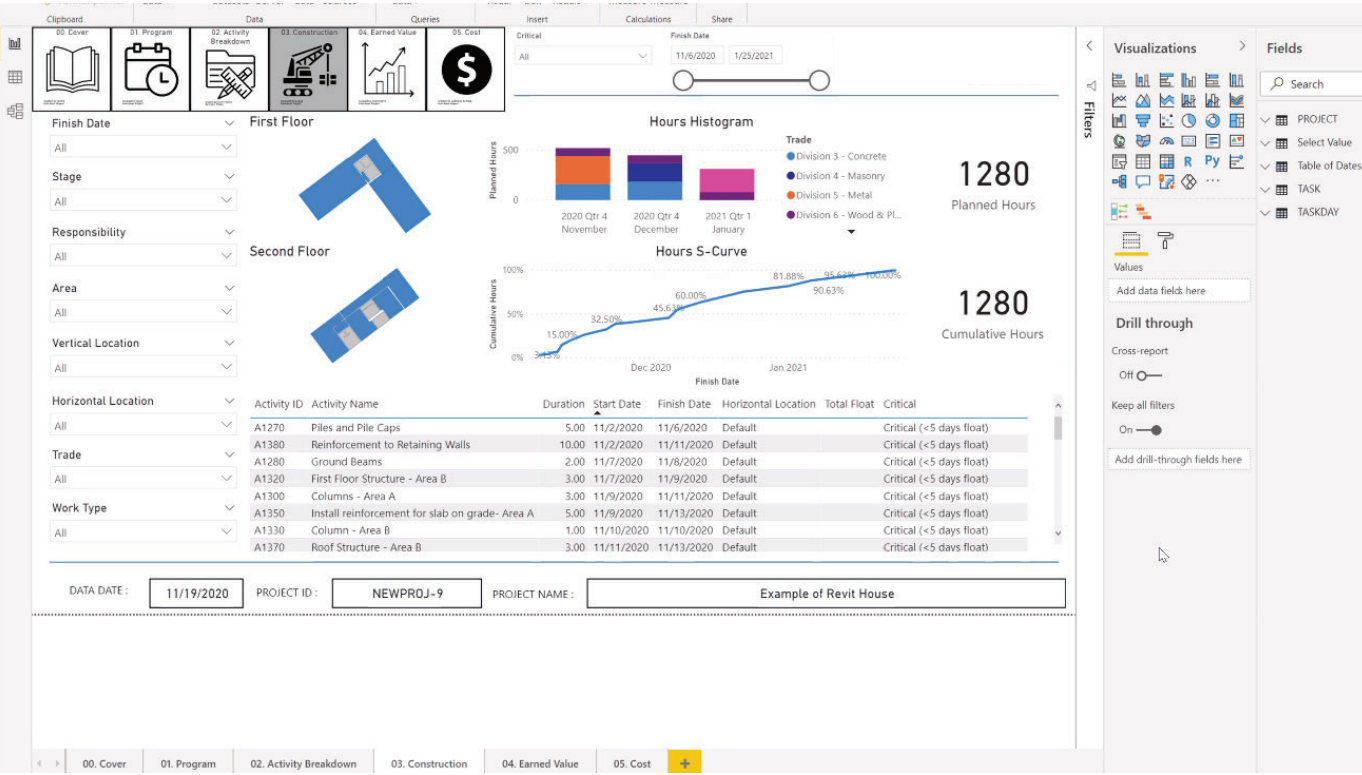 Clipboard
Data
Queries
Insert
Calculations
Share
00. Cover
01. Program
02. Activity
Breakdown
03. Construction
04. Earned Value
05. Cost
Critical
All
Finish Date
11/6/2020
1/25/2021
Filters
Visualizations
Fields
Search
PROJECT
Select Value
Table of Dates
TASK
TASKDAY
R
Py
Values
Add data fields here
Drill through
Cross-report
Off
Keep all filters
On
Add drill-through fields here
Finish Date
All
Stage
All
Responsibility
All
Area
All
Vertical Location
All
Horizontal Location
All
Trade
All
Work Type
All
First Floor
Second Floor
Hours Histogram
Planned Hours
500
0
2020 Qtr 4
November
2020 Qtr 4
December
2021 Qtr 1
January
Trade
Division 3 - Concrete
Division 4 - Masonry
Division 5 - Metal
Division 6 - Wood & Pl...
1280
Planned Hours
Hours S-Curve
Cumulative Hours
100%
50%
0%
3.13%
15.00%
32.50%
45.63%
60.00%
81.88%
90.63%
95.63%
100.00%
Dec 2020
Jan 2021
Finish Date
1280
Cumulative Hours
Activity ID Activity Name Duration Start Date Finish Date Horizontal Location Total Float Critical
A1270 Piles and Pile Caps 5.00 11/2/2020 11/6/2020 Default Critical (<5 days float)
A1380 Reinforcement to Retaining Walls 10.00 11/2/2020 11/11/2020 Default Critical (<5 days float)
A1280 Ground Beams 2.00 11/7/2020 11/8/2020 Default Critical (<5 days float)
A1320 First Floor Structure - Area B 3.00 11/7/2020 11/9/2020 Default Critical (<5 days float)
A1300 Columns - Area A 3.00 11/9/2020 11/11/2020 Default Critical (<5 days float)
A1350 Install reinforcement for slab on grade- Area A 5.00 11/9/2020 11/13/2020 Default Critical (<5 days float)
A1330 Column - Area B 1.00 11/10/2020 11/10/2020 Default Critical (<5 days float)
A1370 Roof Structure - Area B 3.00 11/11/2020 11/13/2020 Default Critical (<5 days float)
DATA DATE : 11/19/2020 PROJECT ID : NEWPROJ-9 PROJECT NAME : Example of Revit House
00. Cover
01. Program
02. Activity Breakdown
03. Construction
04. Earned Value
05. Cost